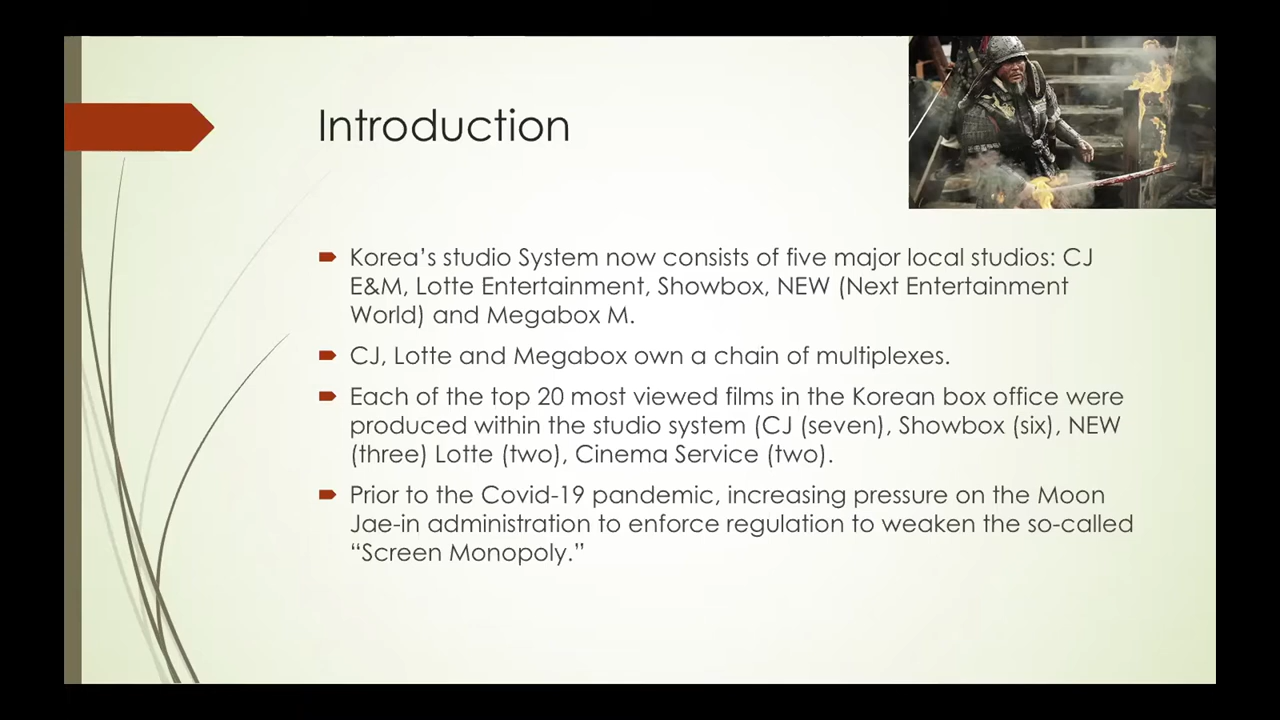 Introduction
Korea’s studio System now consists of five major local studios: CJ
E&M, Lotte Entertainment, Showbox, NEW (Next Entertainment
World) and Megabox M.
CJ, Lotte and Megabox own a chain of multiplexes.
Each of the top 20 most viewed films in the Korean box office were
produced within the studio system (CJ (seven), Showbox (six), NEW
(three) Lotte (two), Cinema Service (two).
Prior to the Covid-19 pandemic, increasing pressure on the Moon
Jae-in administration to enforce regulation to weaken the so-called
“Screen Monopoly.”